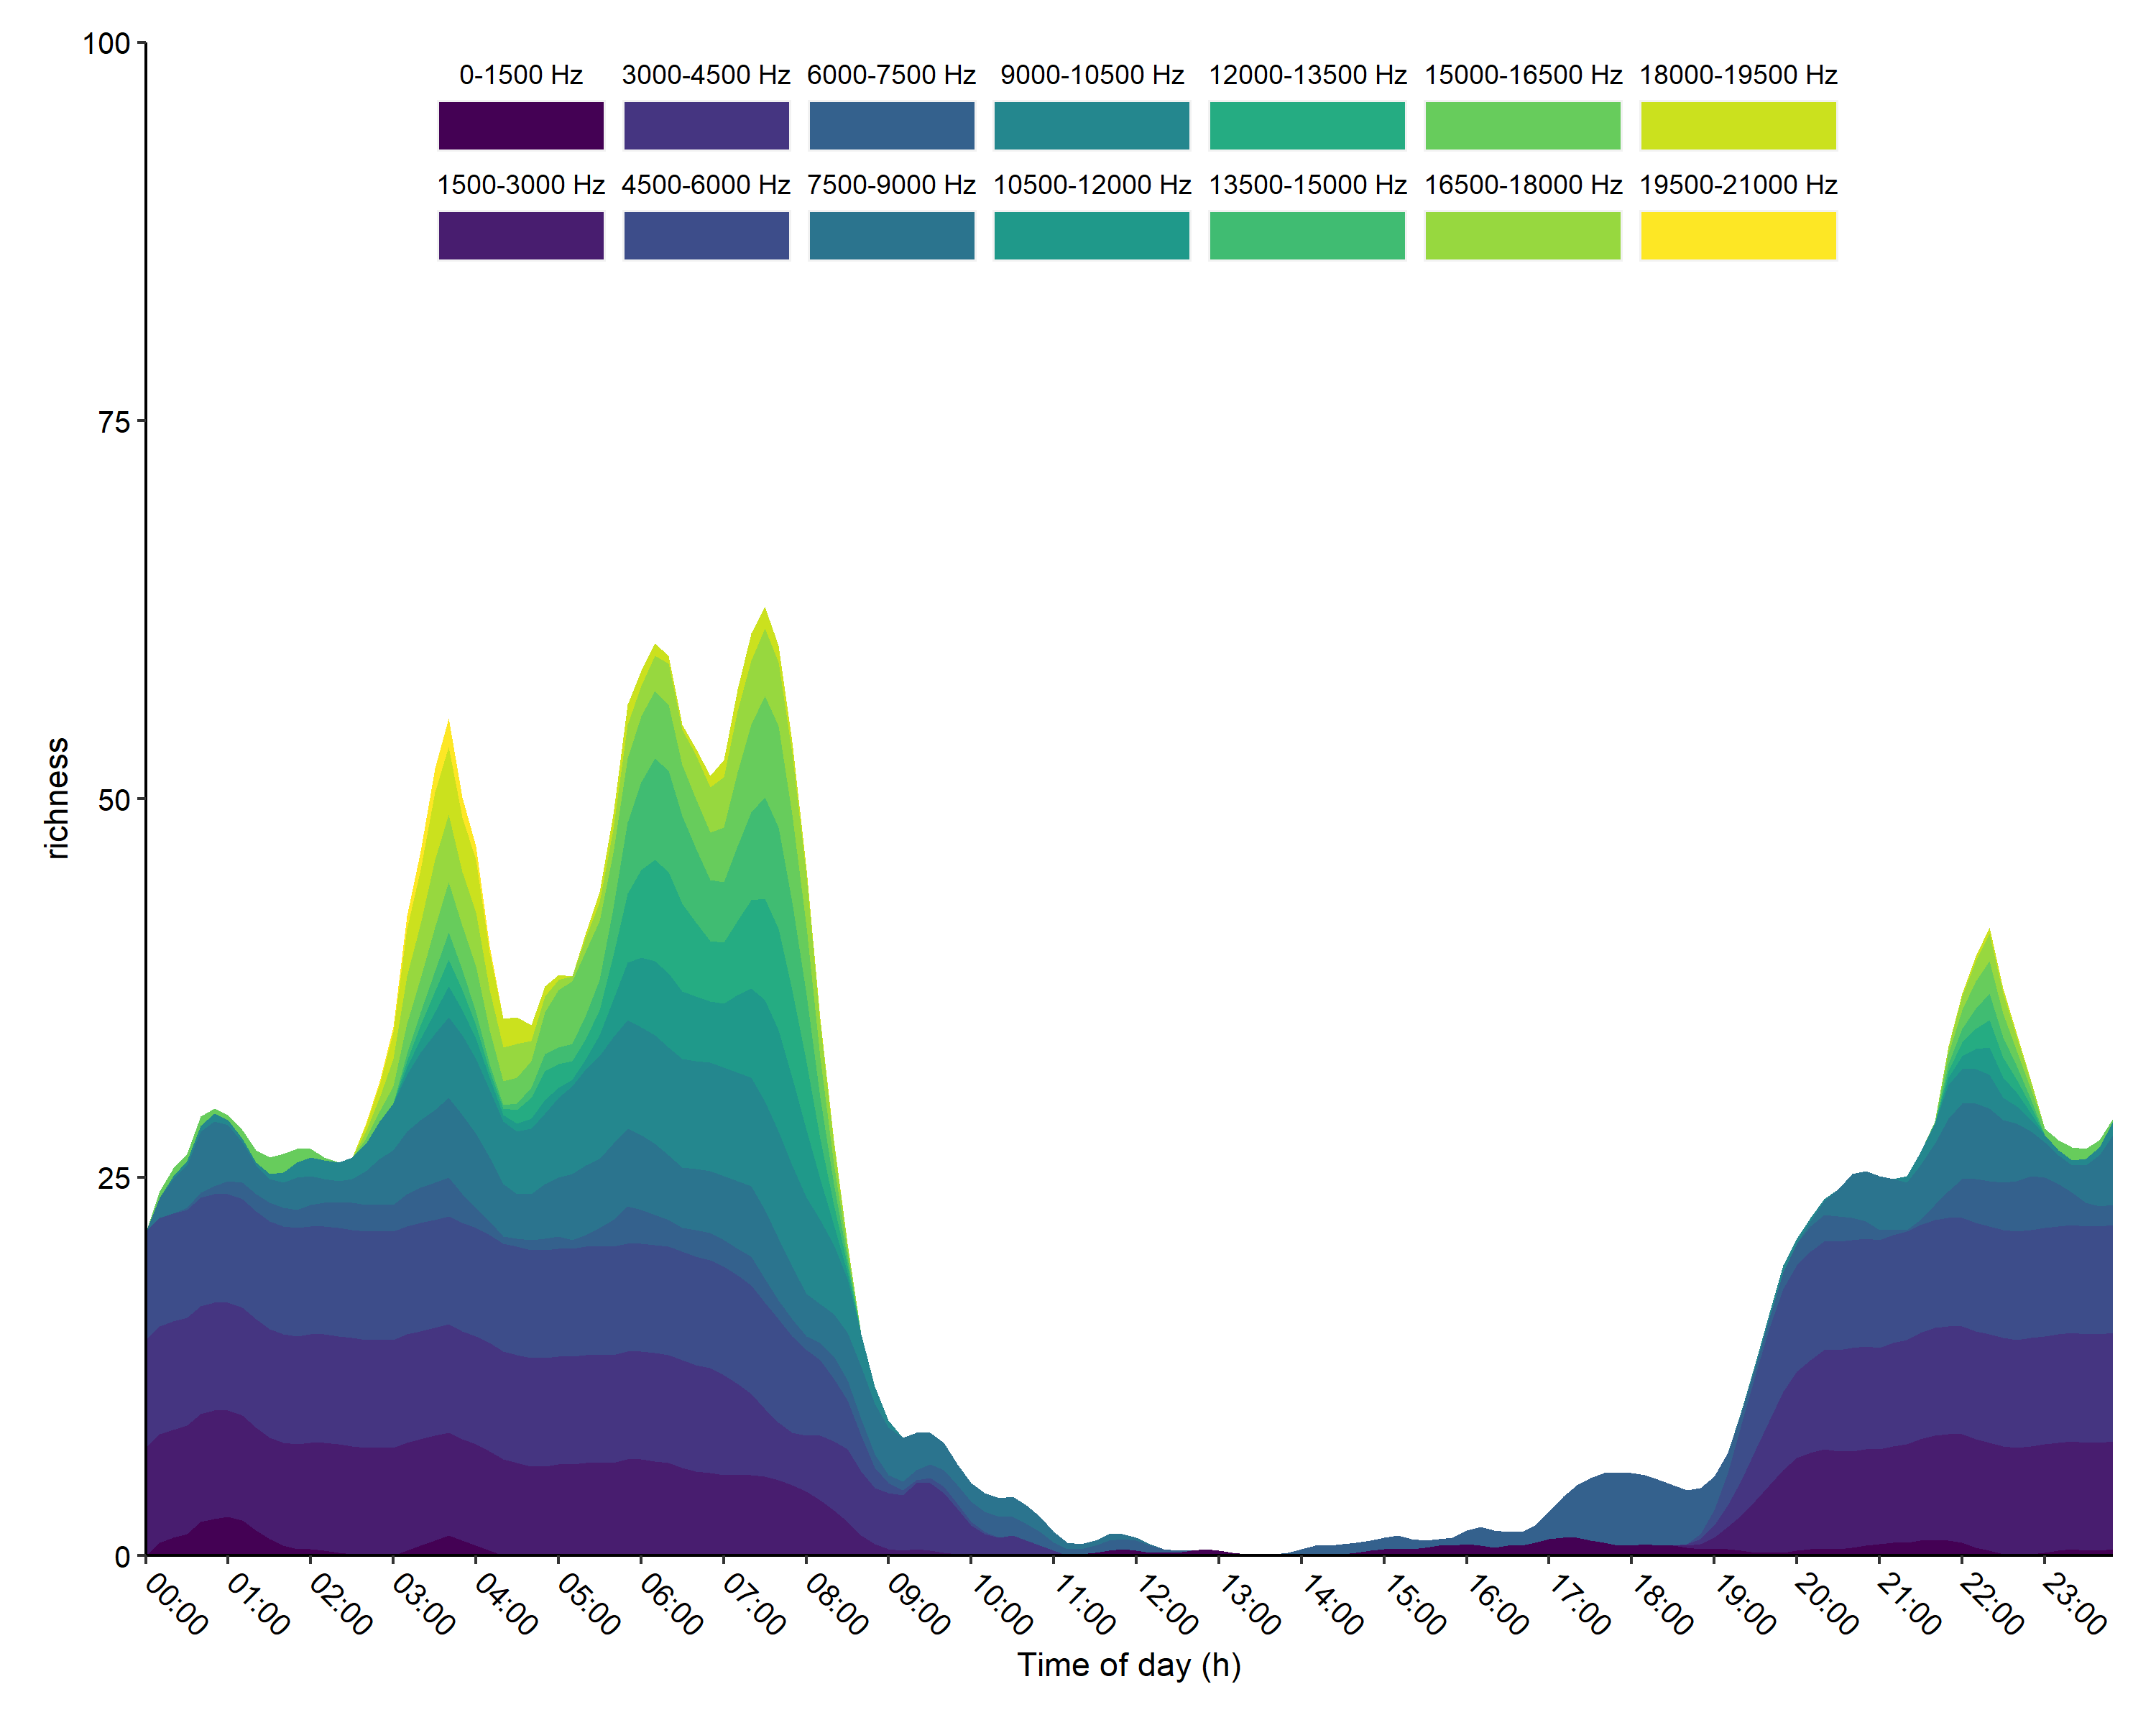 100
0-1500 Hz 3000-4500 Hz 6000-7500 Hz 9000-10500 Hz 12000-13500 Hz 15000-16500 Hz 18000-19500 Hz
1500-3000 Hz 4500-6000 Hz 7500-9000 Hz 10500-12000 Hz 13500-15000 Hz 16500-18000 Hz 19500-21000 Hz
75
50
richness
25
0
00:00 01:00 02:00 03:00 04:00 05:00 06:00 07:00 08:00 09:00 10:00 11:00 12:00 13:00 14:00 15:00 16:00 17:00 18:00 19:00 20:00 21:00 22:00 23:00
Time of day (h)